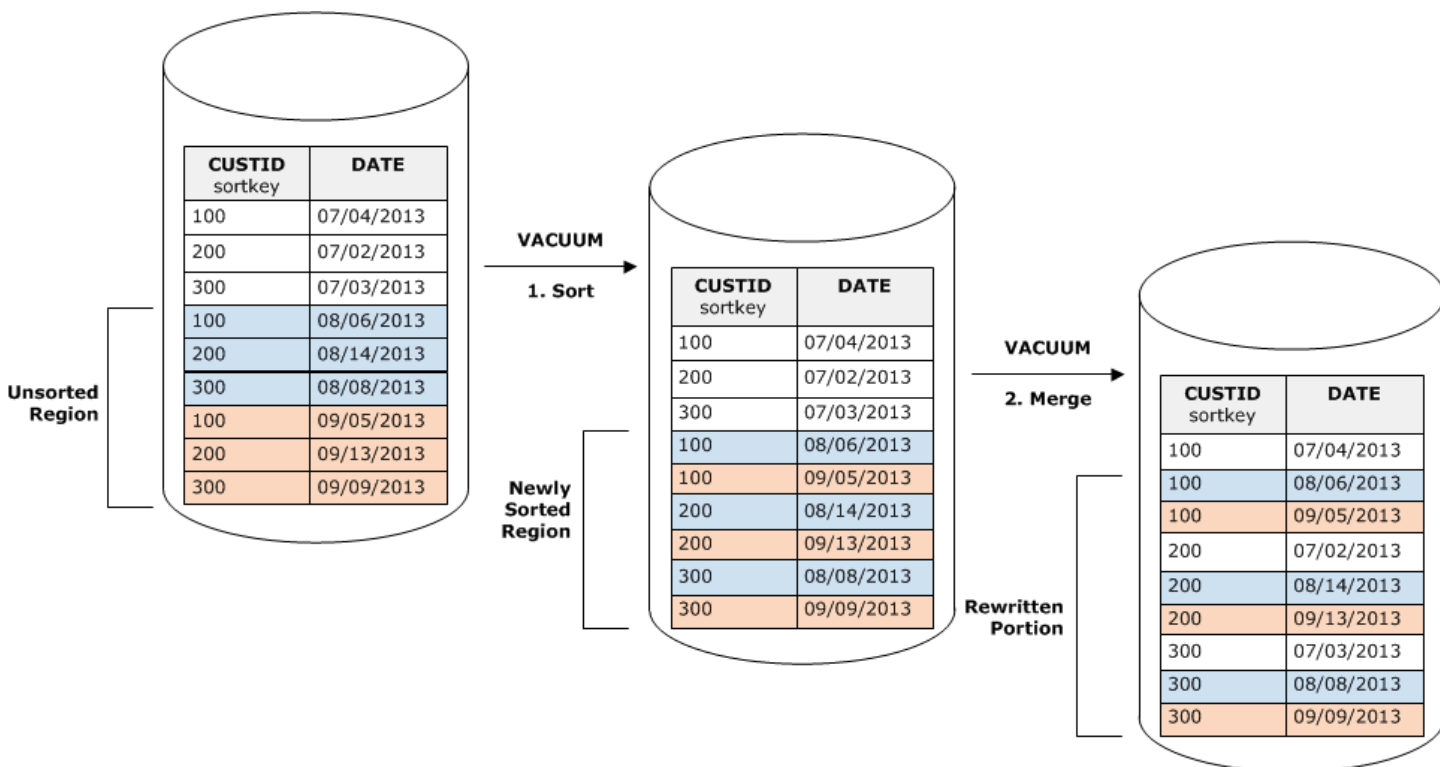 CUSTID DATE
sortkey
100 07/04/2013
200 07/02/2013
300 07/03/2013
100 08/06/2013
200 08/14/2013
300 08/08/2013
100 09/05/2013
200 09/13/2013
300 09/09/2013
Unsorted
Region
VACUUM
1. Sort
CUSTID DATE
sortkey
100 07/04/2013
200 07/02/2013
300 07/03/2013
100 08/06/2013
100 09/05/2013
200 08/14/2013
200 09/13/2013
300 08/08/2013
300 09/09/2013
Newly
Sorted
Region
VACUUM
2. Merge
CUSTID DATE
sortkey
100 07/04/2013
100 08/06/2013
100 09/05/2013
200 07/02/2013
200 08/14/2013
200 09/13/2013
300 07/03/2013
300 08/08/2013
300 09/09/2013
Rewritten
Portion